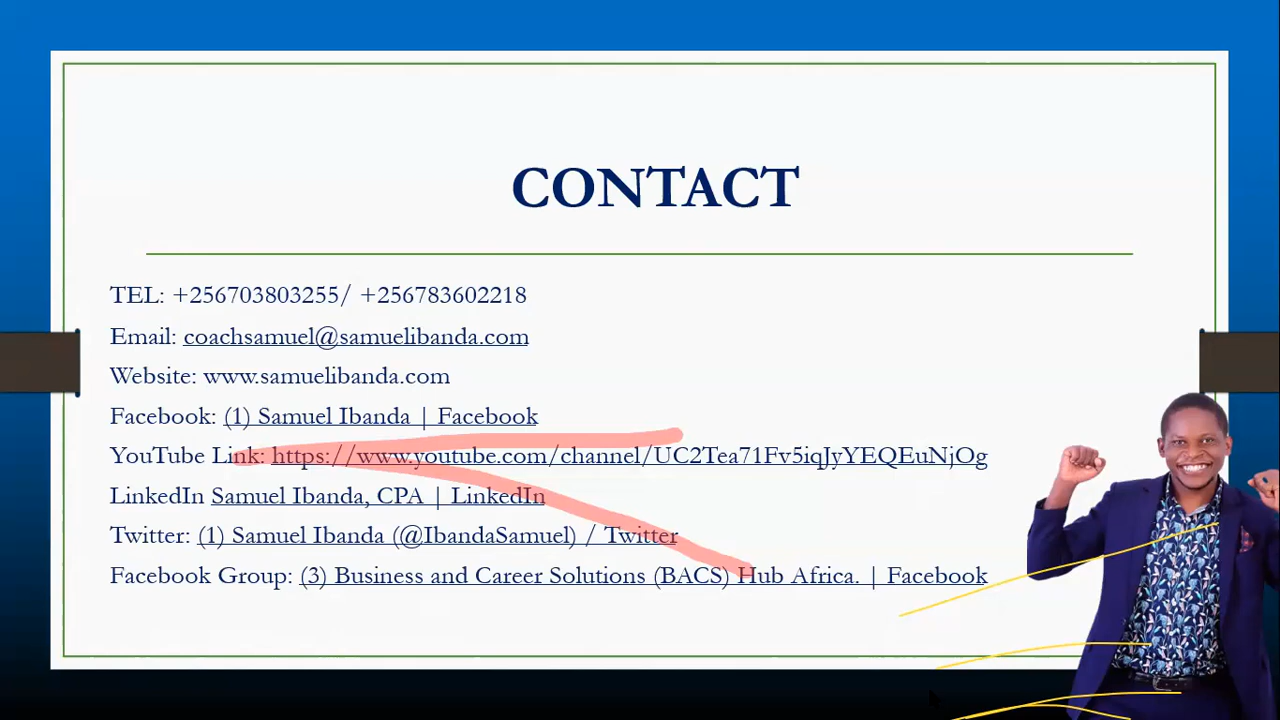 CONTACT
TEL: +256703803255/ +256783602218
Email: coachsamuel@samuelibanda.com
Website: www.samuelibanda.com
Facebook: (1) Samuel Ibanda | Facebook
YouTube Link: https://www.youtube.com/channel/UC2Tea71Fv5iqJyYEQEuNjOg
LinkedIn Samuel Ibanda, CPA | LinkedIn
Twitter: (1) Samuel Ibanda (@IbandaSamuel) / Twitter
Facebook Group: (3) Business and Career Solutions (BACS) Hub Africa. | Facebook